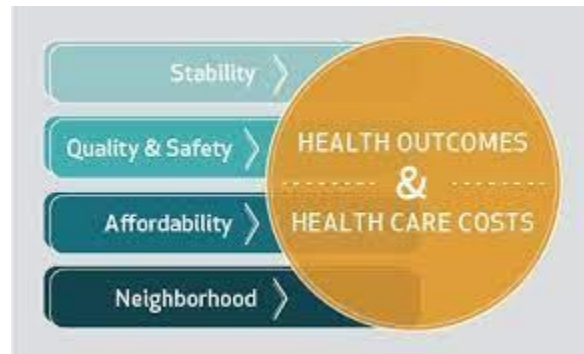 Stability
Quality & Safety
Affordability
Neighborhood
HEALTH OUTCOMES
&
HEALTH CARE COSTS